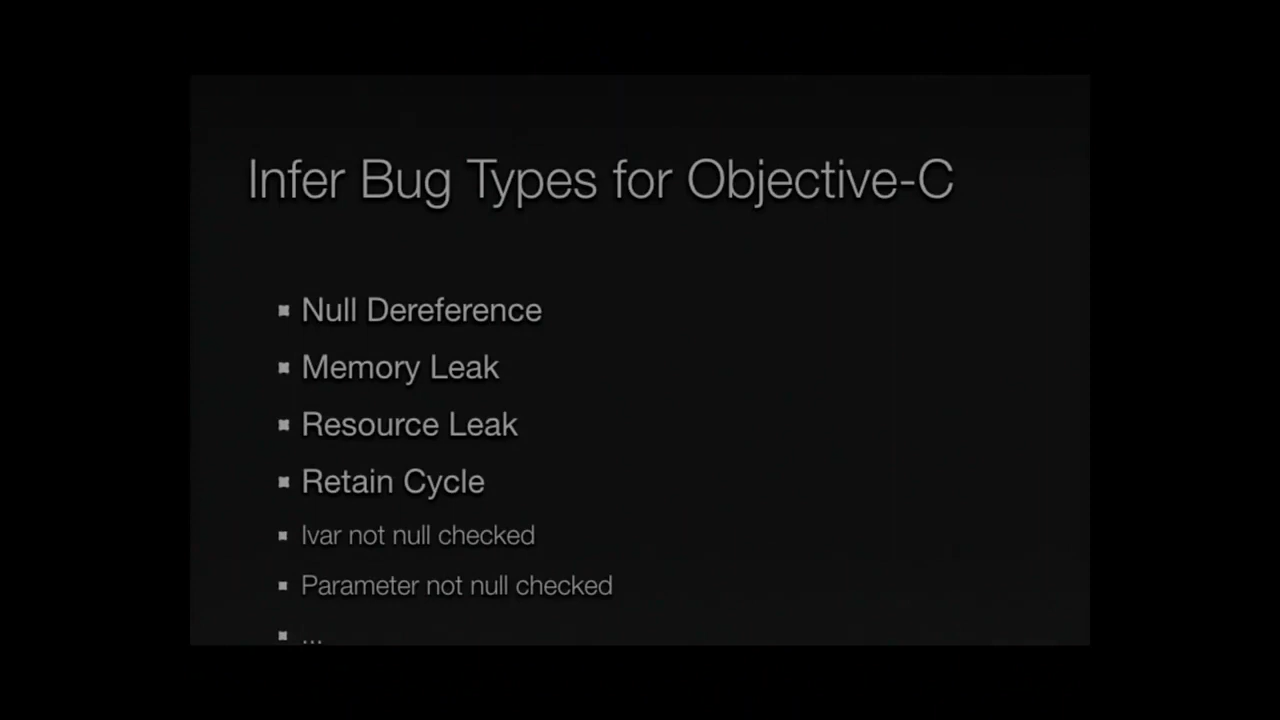 Infer Bug Types for Objective-C
Null Dereference
Memory Leak
Resource Leak
Retain Cycle
Ivar not null checked
Parameter not null checked
...